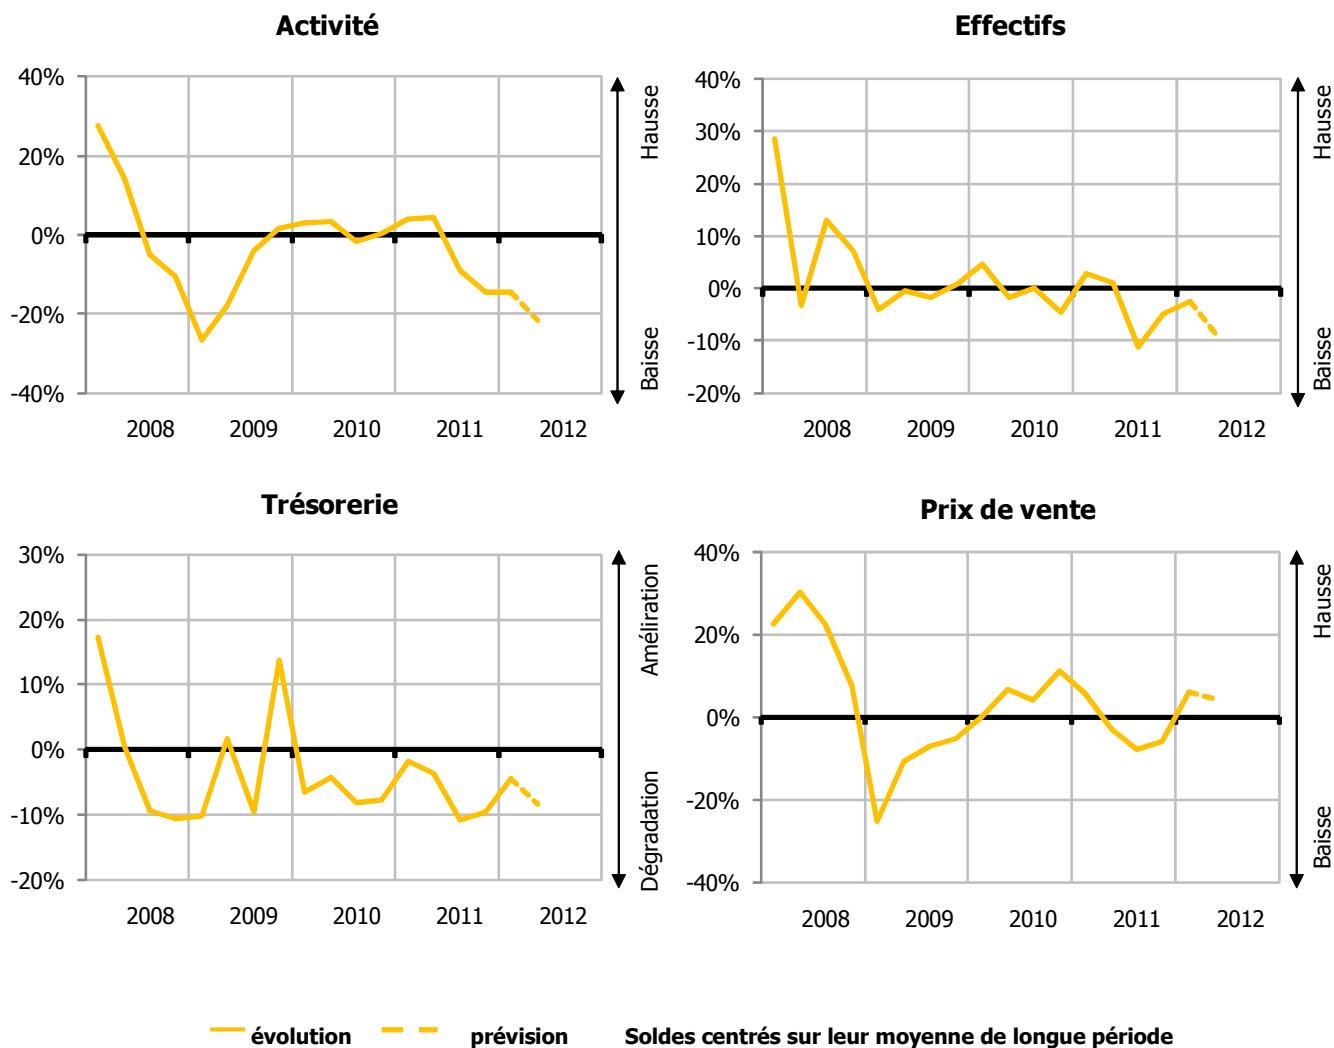 Activité
40%
20%
0%
-20%
-40%
2008 2009 2010 2011 2012
Hausse
Baisse
Effectifs
40%
30%
20%
10%
0%
-10%
-20%
2008 2009 2010 2011 2012
Hausse
Baisse
Trésorerie
30%
20%
10%
0%
-10%
-20%
2008 2009 2010 2011 2012
Amélioration
Dégradation
Prix de vente
40%
20%
0%
-20%
-40%
2008 2009 2010 2011 2012
Hausse
Baisse
évolution prévision Soldes centrés sur leur moyenne de longue période